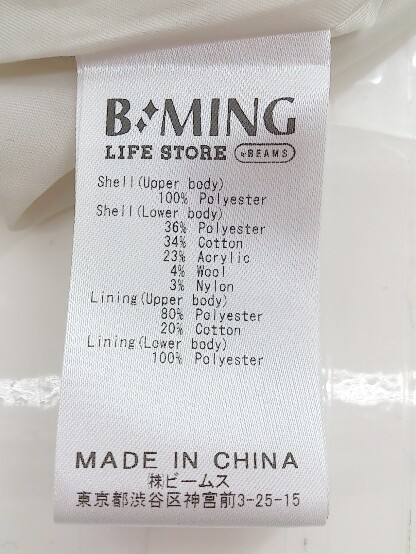 B MING
LIFE STORE by BEAMS
Shell(Upper body)
100% Polyester
Shell(Lower body)
36% Polyester
34% Cotton
23% Acrylic
4% Wool
3% Nylon
Lining(Upper body)
80% Polyester
20% Cotton
Lining(Lower body)
100% Polyester
MADE IN CHINA
㈱ビームス
東京都渋谷区神宮前3-25-15